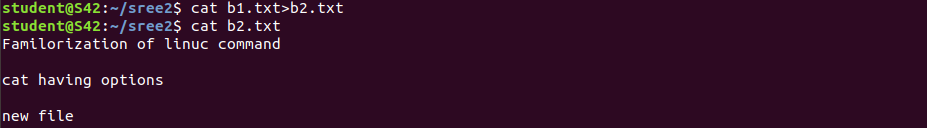 student@S42:~/sree2$ cat b1.txt>b2.txt
student@S42:~/sree2$ cat b2.txt
Familorization of linuc command
cat having options
new file